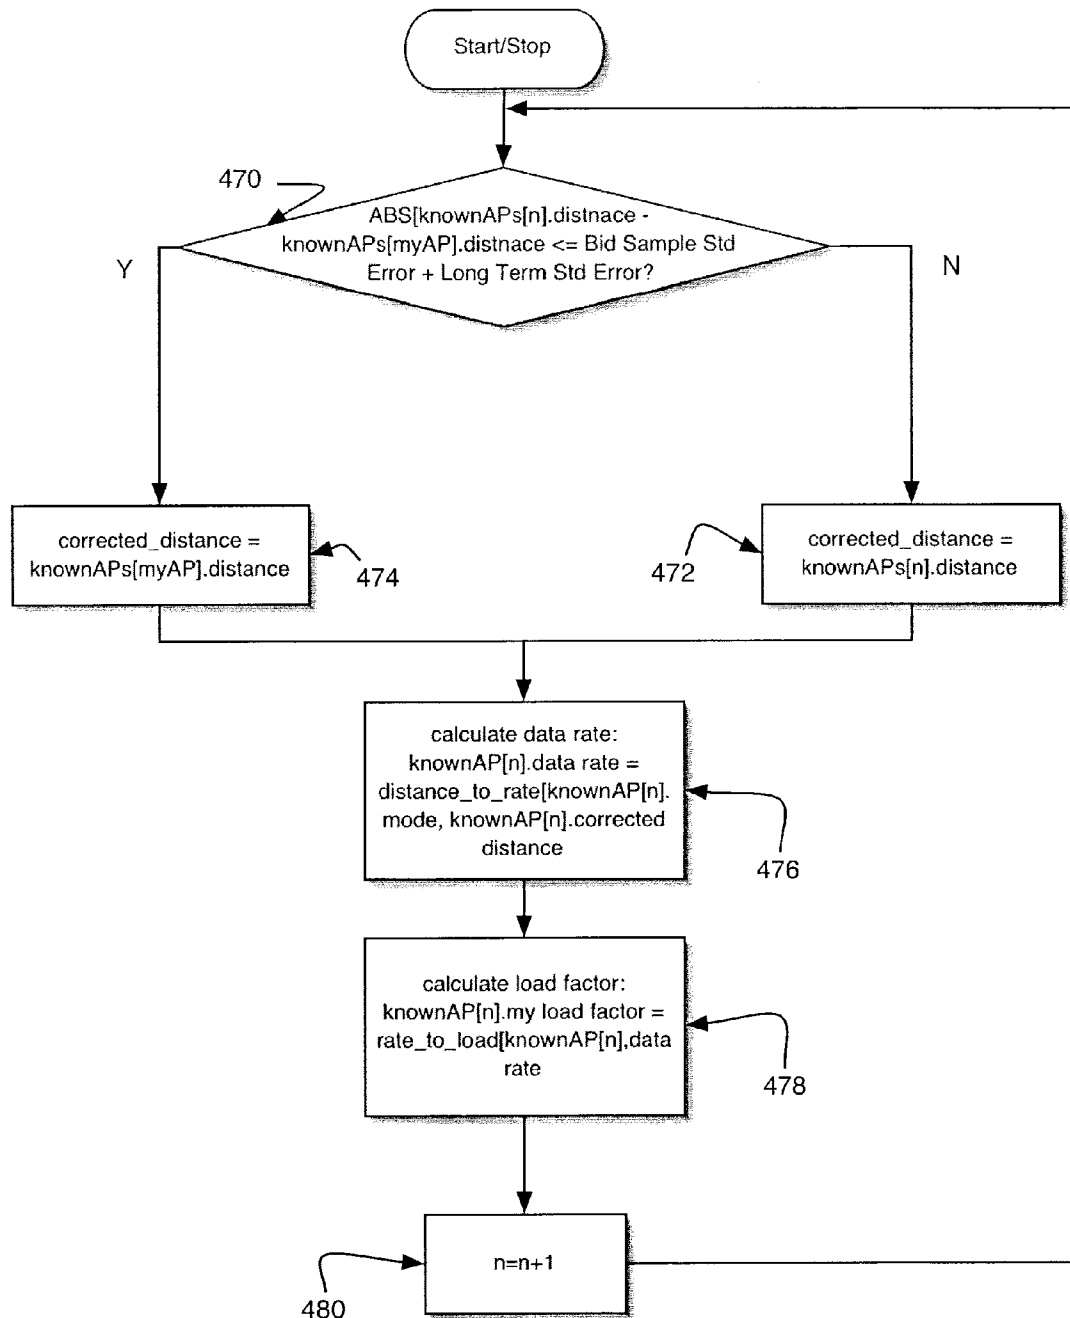 Start/Stop
470
ABS[knownAPs[n].distnace -
knownAPs[myAP].distnace <= Bid Sample Std
Error + Long Term Std Error?
Y
N
corrected_distance =
knownAPs[myAP].distance
474
472
corrected_distance =
knownAPs[n].distance
calculate data rate:
knownAP[n].data rate =
distance_to_rate[knownAP[n].
mode, knownAP[n].corrected
distance
476
calculate load factor:
knownAP[n].my load factor =
rate_to_load[knownAP[n],data
rate
478
n=n+1
480